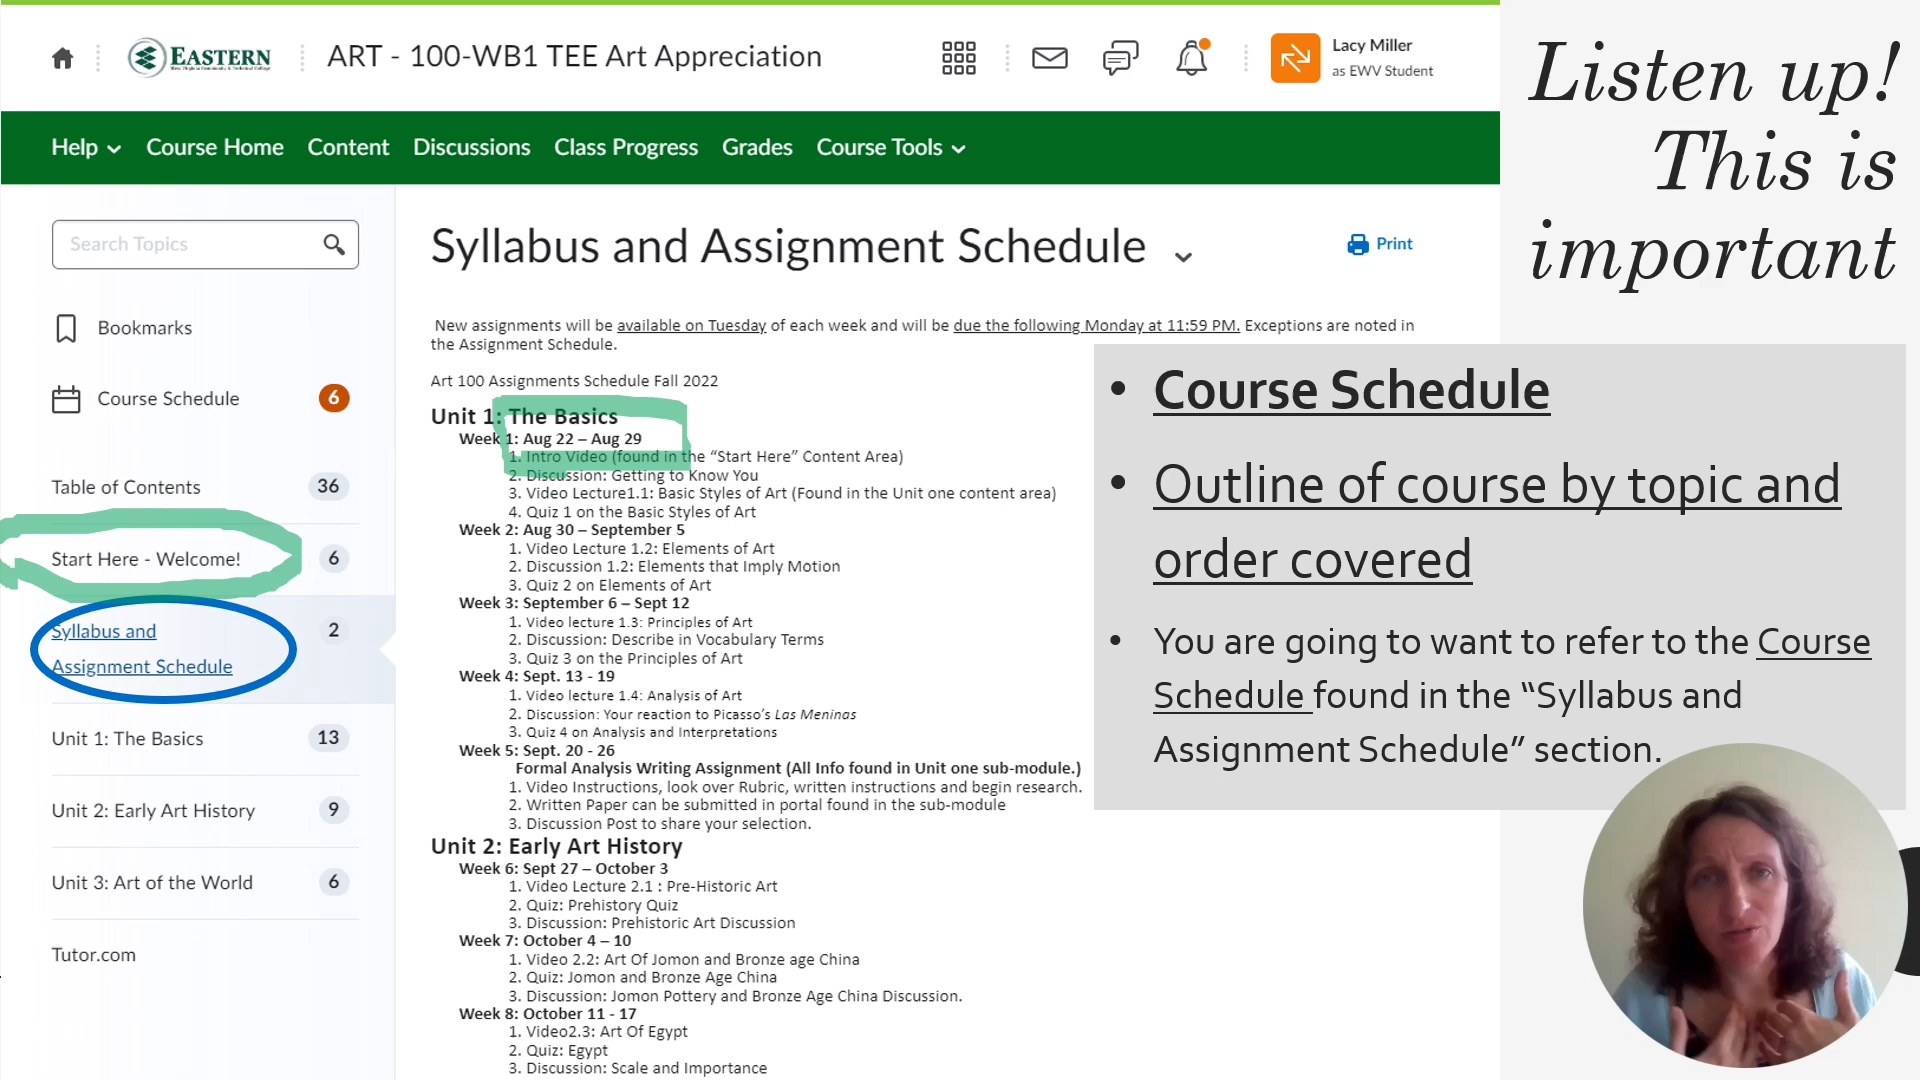 EASTERN
ART - 100-WB1 TEE Art Appreciation
Lacy Miller
as EWV Student
Help
Course Home
Content
Discussions
Class Progress
Grades
Course Tools
Search Topics
Bookmarks
Course Schedule
6
Table of Contents
36
Start Here - Welcome!
6
Syllabus and
Assignment Schedule
2
Unit 1: The Basics
13
Unit 2: Early Art History
9
Unit 3: Art of the World
6
Tutor.com
Syllabus and Assignment Schedule
Print
New assignments will be available on Tuesday of each week and will be due the following Monday at 11:59 PM. Exceptions are noted in
the Assignment Schedule.
Art 100 Assignments Schedule Fall 2022
Unit 1: The Basics
Week 1: Aug 22 – Aug 29
1. Intro Video (found in the “Start Here” Content Area)
2. Discussion: Getting to Know You
3. Video Lecture1.1: Basic Styles of Art (Found in the Unit one content area)
4. Quiz 1 on the Basic Styles of Art
Week 2: Aug 30 – September 5
1. Video Lecture 1.2: Elements of Art
2. Discussion 1.2: Elements that Imply Motion
3. Quiz 2 on Elements of Art
Week 3: September 6 – Sept 12
1. Video lecture 1.3: Principles of Art
2. Discussion: Describe in Vocabulary Terms
3. Quiz 3 on the Principles of Art
Week 4: Sept. 13 - 19
1. Video lecture 1.4: Analysis of Art
2. Discussion: Your reaction to Picasso’s Las Meninas
3. Quiz 4 on Analysis and Interpretations
Week 5: Sept. 20 - 26
Formal Analysis Writing Assignment (All Info found in Unit one sub-module.)
1. Video Instructions, look over Rubric, written instructions and begin research.
2. Written Paper can be submitted in portal found in the sub-module
3. Discussion Post to share your selection.
Unit 2: Early Art History
Week 6: Sept 27 – October 3
1. Video Lecture 2.1 : Pre-Historic Art
2. Quiz: Prehistory Quiz
3. Discussion: Prehistoric Art Discussion
Week 7: October 4 – 10
1. Video 2.2: Art Of Jomon and Bronze age China
2. Quiz: Jomon and Bronze Age China
3. Discussion: Jomon Pottery and Bronze Age China Discussion.
Week 8: October 11 - 17
1. Video2.3: Art Of Egypt
2. Quiz: Egypt
3. Discussion: Scale and Importance
Listen up!
This is
important
• Course Schedule
• Outline of course by topic and
order covered
• You are going to want to refer to the Course
Schedule found in the “Syllabus and
Assignment Schedule” section.